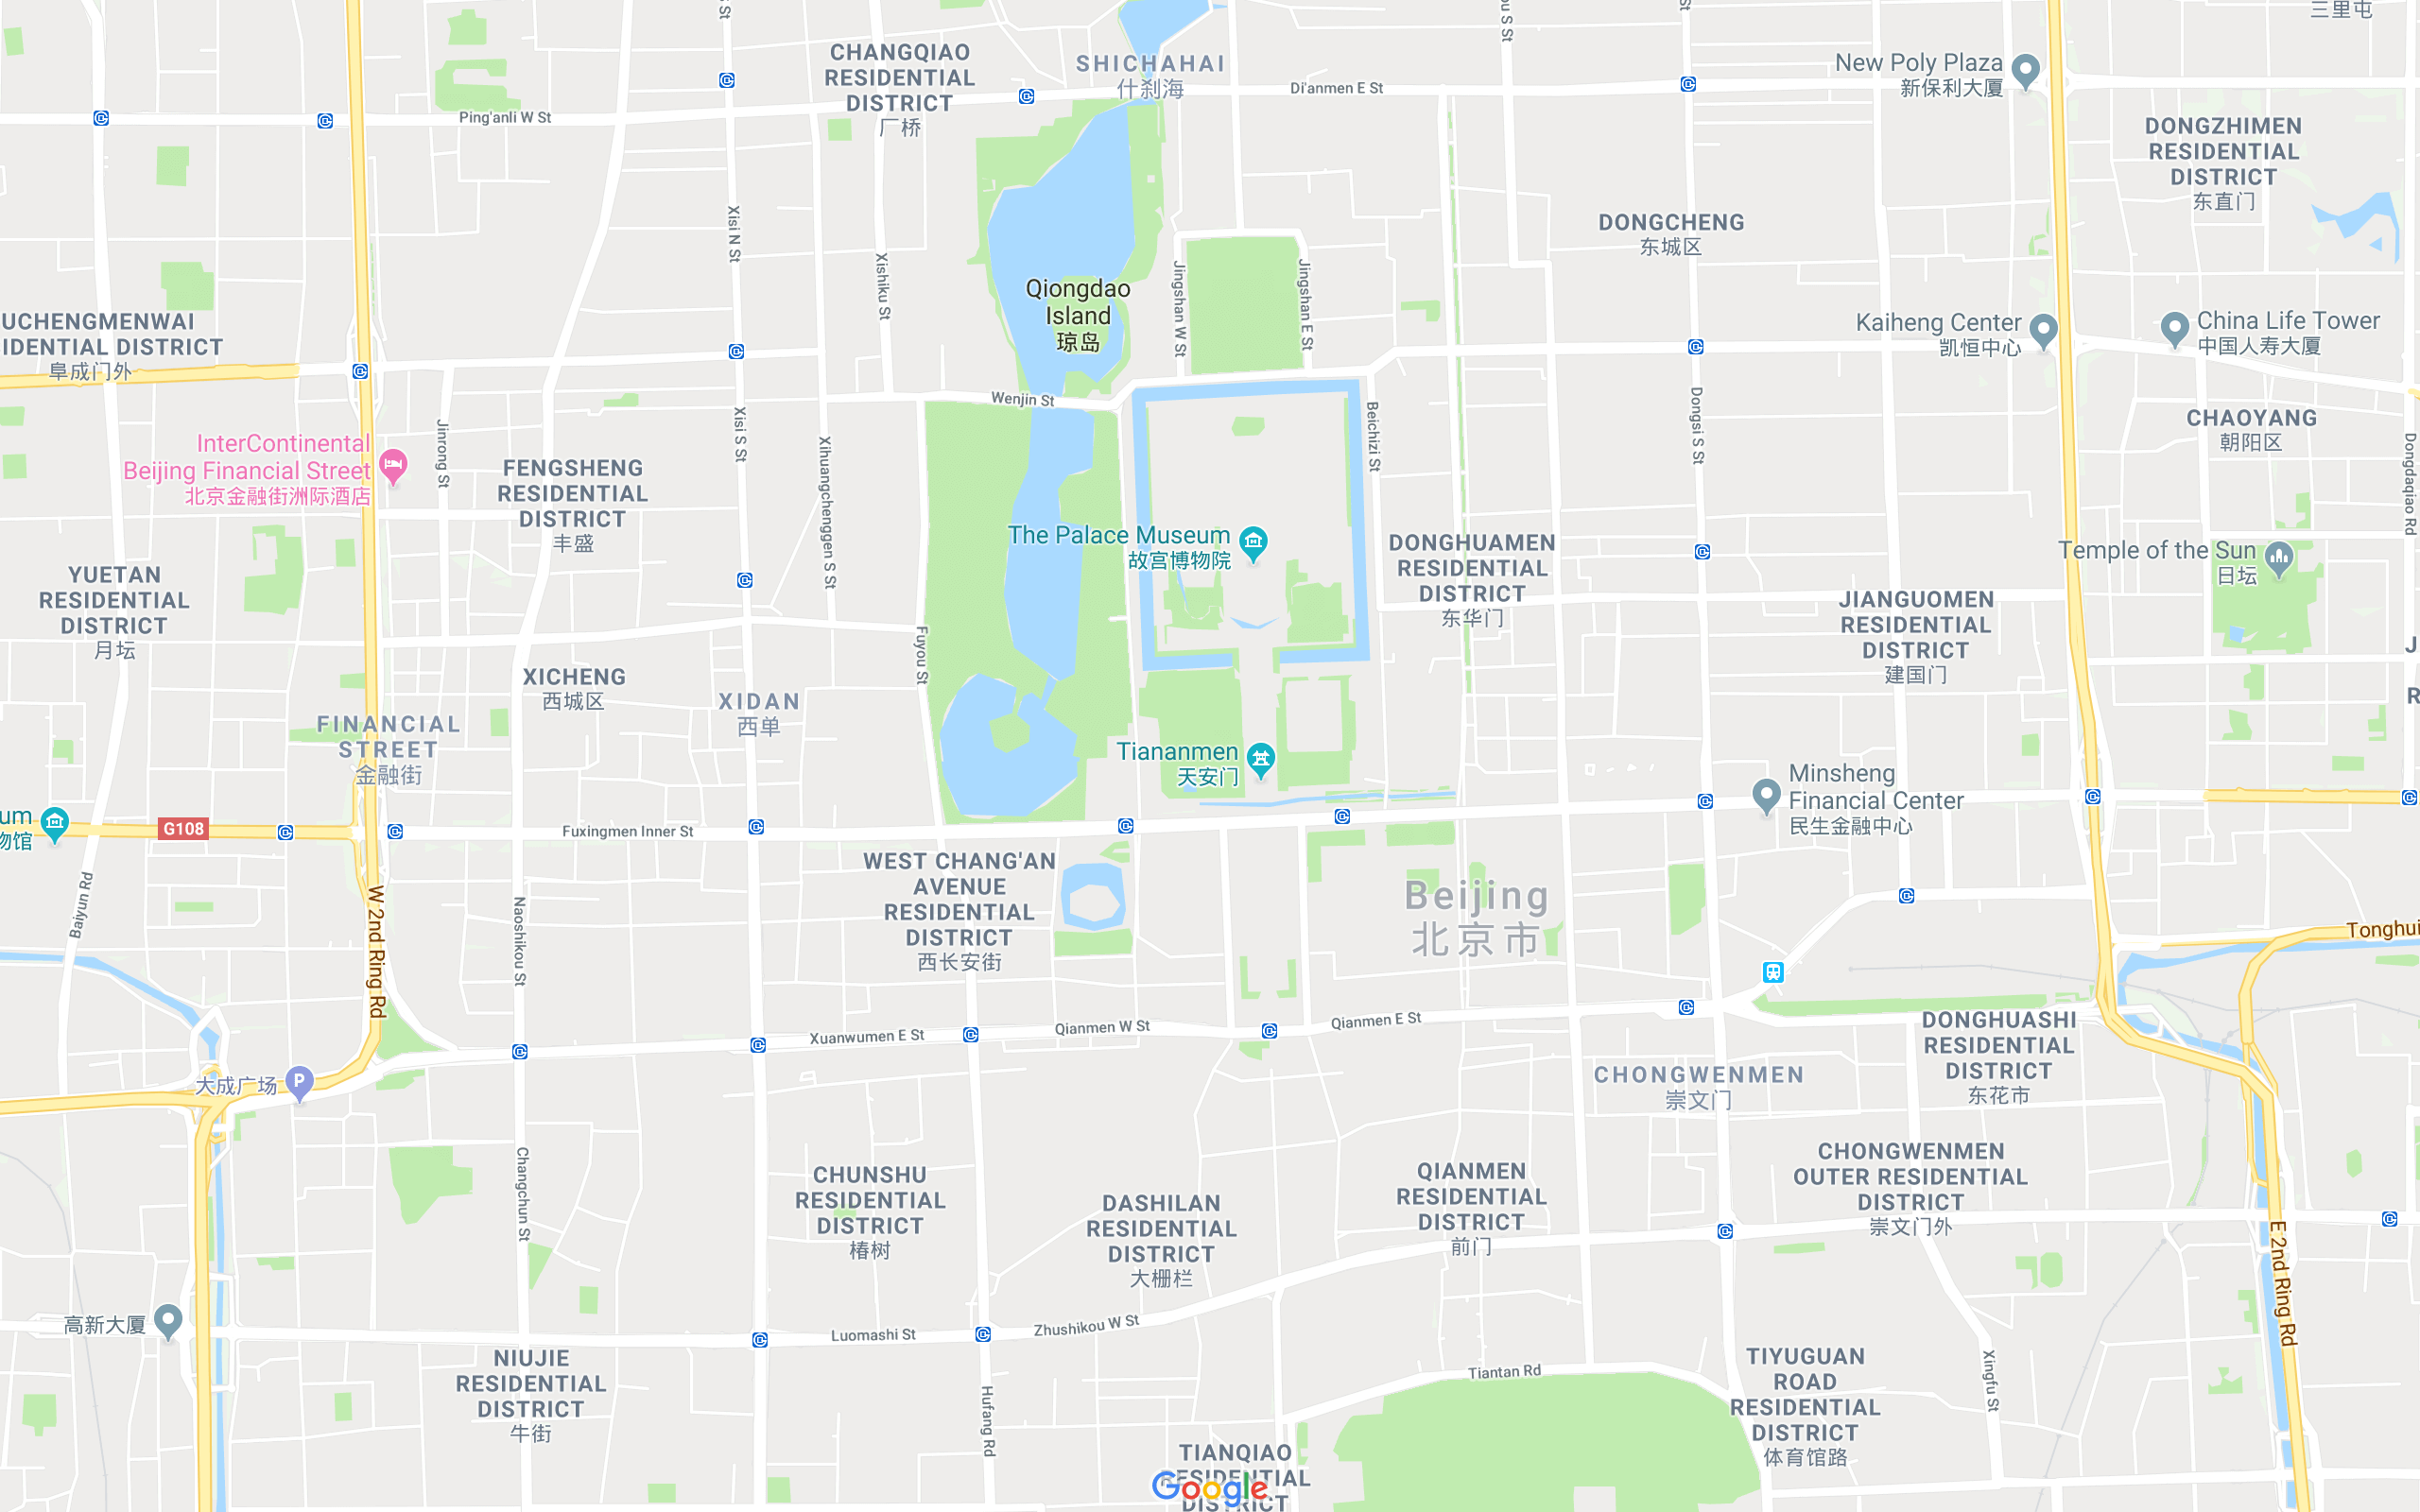 三里屯
CHANGQIAO
RESIDENTIAL
DISTRICT
厂桥
SHICHAHAI
什刹海
Di'anmen E St
New Poly Plaza
新保利大厦
Ping'anli W St
DONGZHIMEN
RESIDENTIAL
DISTRICT
东直门
Xisi N St
DONGCHENG
东城区
Xishiku St
Jingshan W St
Jingshan E St
Qiongdao
Island
琼岛
UCHENGMENWAI
IDENTIAL DISTRICT
阜成门外
Kaiheng Center
凯恒中心
China Life Tower
中国人寿大厦
Wenjin St
Beichizi St
Dongsi S St
CHAOYANG
朝阳区
Dongdaqiao Rd
InterContinental
Beijing Financial Street
北京金融街洲际酒店
Jinrong St
FENGSHENG
RESIDENTIAL
DISTRICT
丰盛
Xisi S St
Xihuangchenggen S St
The Palace Museum
故宫博物院
DONGHUAMEN
RESIDENTIAL
DISTRICT
东华门
Temple of the Sun
日坛
YUETAN
RESIDENTIAL
DISTRICT
月坛
JIANGUOMEN
RESIDENTIAL
DISTRICT
建国门
J
R
Fuyou St
XICHENG
西城区
XIDAN
西单
FINANCIAL
STREET
金融街
Tiananmen
天安门
Minsheng
Financial Center
民生金融中心
um
物馆
G108
Fuxingmen Inner St
WEST CHANG'AN
AVENUE
RESIDENTIAL
DISTRICT
西长安街
Beijing
北京市
Baiyun Rd
W 2nd Ring Rd
Naoshikou St
Tonghui
Xuanwumen E St
Qianmen W St
Qianmen E St
DONGHUASHI
RESIDENTIAL
DISTRICT
东花市
大成广场
P
CHONGWENMEN
崇文门
Changchun St
CHUNSHU
RESIDENTIAL
DISTRICT
椿树
DASHILAN
RESIDENTIAL
DISTRICT
大栅栏
QIANMEN
RESIDENTIAL
DISTRICT
前门
CHONGWENMEN
OUTER RESIDENTIAL
DISTRICT
崇文门外
E 2nd Ring Rd
高新大厦
Luomashi St
Zhushikou W St
NIUJIE
RESIDENTIAL
DISTRICT
牛街
Hufang Rd
Tiantan Rd
TIYUGUAN
ROAD
RESIDENTIAL
DISTRICT
体育馆路
Xingfu St
TIANQIAO
RESIDENTIAL
DISTRICT
Google